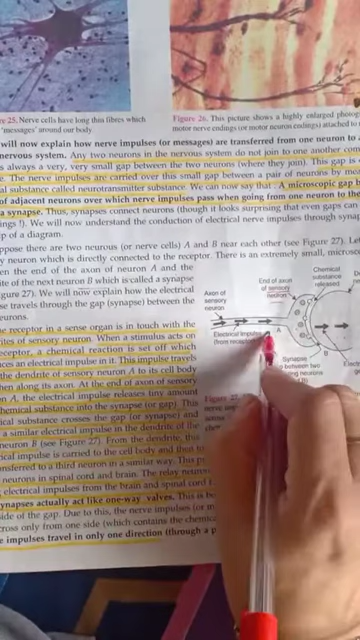 re 25. Nerve cells have long thin fibres which
'messages' around our body.
Figure 26. This picture shows a highly enlarged photog
motor nerve endings (or motor neuron endings) attached to
will now explain how nerve impulses (or messages) are transferred from one neuron to a
nervous system. Any two neurons in the nervous system do not join to one another com
s always a very, very small gap between the two neurons (where they join). This gap is
e. The nerve impulses are carried over this small gap between a pair of neurons by me
al substance called neurotransmitter substance. We can now say that : A microscopic gap b
of adjacent neurons over which nerve impulses pass when going from one neuron to the
a synapse. Thus, synapses connect neurons (though it looks surprising that even gaps can
ings !). We will now understand the conduction of electrical nerve impulses through syna
p of a diagram.
ppose there are two neurons (or nerve cells) A and B near each other (see Figure 27). Let
y neuron which is directly connected to the receptor. There is an extremely small, microsc
en the end of axon of neuron A and the
ite of the next neuron B which is called a synapse
igure 27). We will now explain how the electrical
se travels through the gap (synapse) between the
eurons.
e receptor in a sense organ is in touch with the
ites of sensory neuron. When a stimulus acts on
eceptor, a chemical reaction is set off which
ces an electrical impulse in it. This impulse travels
the dendrite of sensory neuron A to its cell body
hen along its axon. At the end of axon of sensory
n A, the electrical impulse releases tiny amount
hemical substance into the synapse (or gap). This
ical substance crosses the gap (or synapse) and
a similar electrical impulse in the dendrite of the
neuron B (see Figure 27). From the dendrite, this
ical impulse is carried to the cell body and then to
nsferred to a third neuron in a similar way. This p
neurons in spinal cord and brain. The relay neuron
electrical impulses from the brain and spinal cord t
ynapses actually act like one-way valves. This is b
ide of the gap. Due to this, the nerve impulses (or m
cross only from one side (which contains the chemica
e impulses travel in only one direction (through a p
Axon of
sensory
neuron
End of axon
of sensory
neuron
Chemical
substance
released
Electrical impulse
(from recep
A
Synapse
between two
neurons
B
Electr